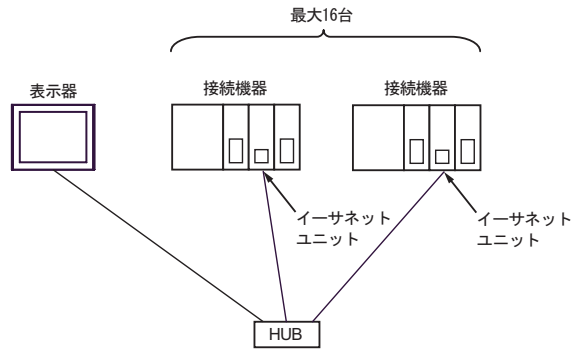 最大16台
表示器
接続機器
接続機器
イーサネット
ユニット
イーサネット
ユニット
HUB